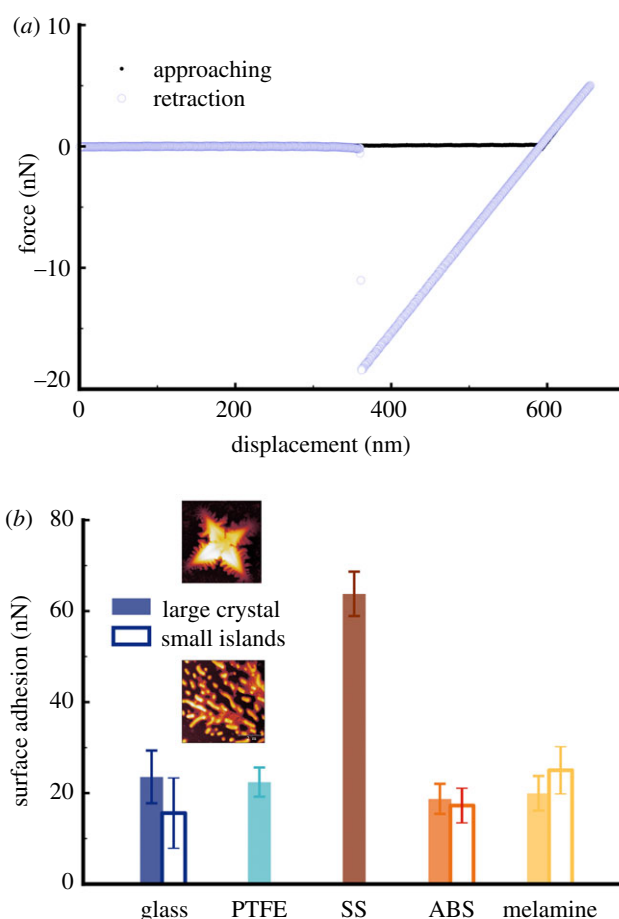 (a)
10
approaching
retraction
5
0
force (nN)
–10
–20
0
200
400
600
displacement (nm)
(b)
80
large crystal
60
small islands
surface adhesion (nN)
40
20
0
glass
PTFE
SS
ABS
melamine